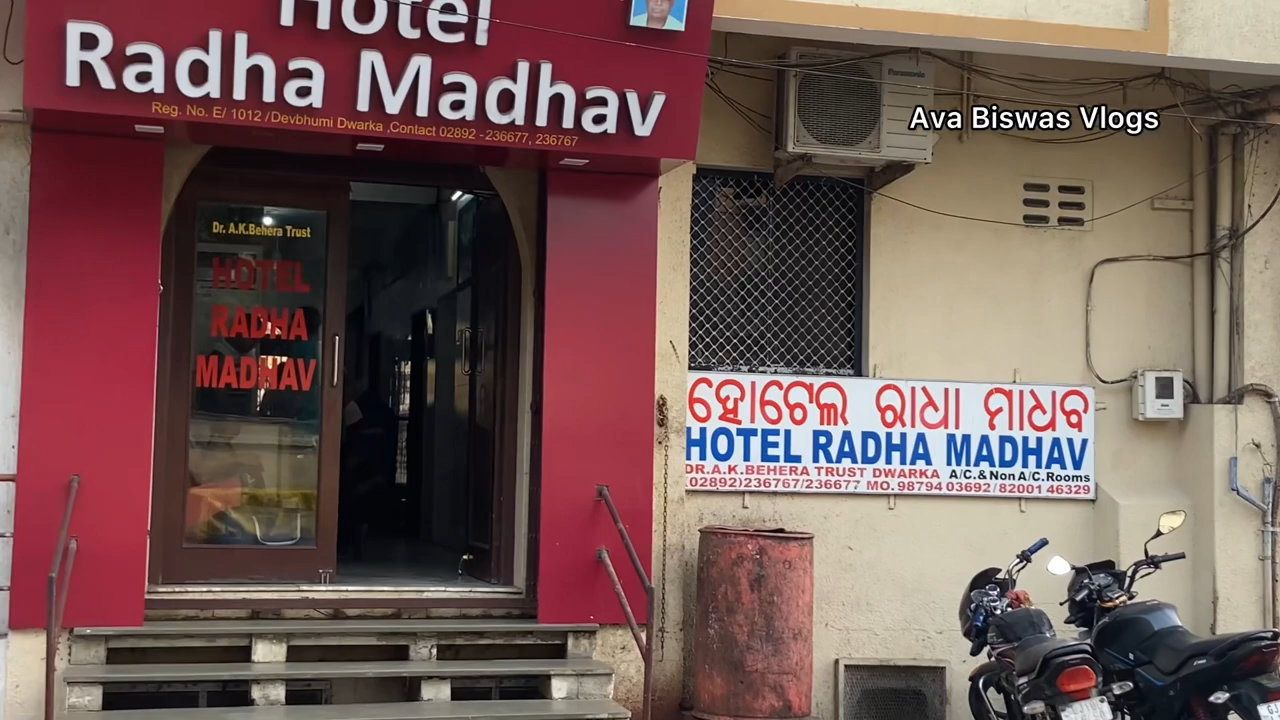 Hotel
Radha Madhav
Reg. No. E/ 1012 /Devbhumi Dwarka ,Contact 02892 -236677, 236767
Panasonic
Ava Biswas Vlogs
Dr. A.K.Behera Trust
HOTEL
RADHA
MADHAV
ହୋଟେଲ ରାଧା ମାଧବ
HOTEL RADHA MADHAV
DR.A.K.BEHERA TRUST DWARKA A/C.& Non A/C.Rooms
(02892)236767/236677 MO. 98794 03692/82001 46329